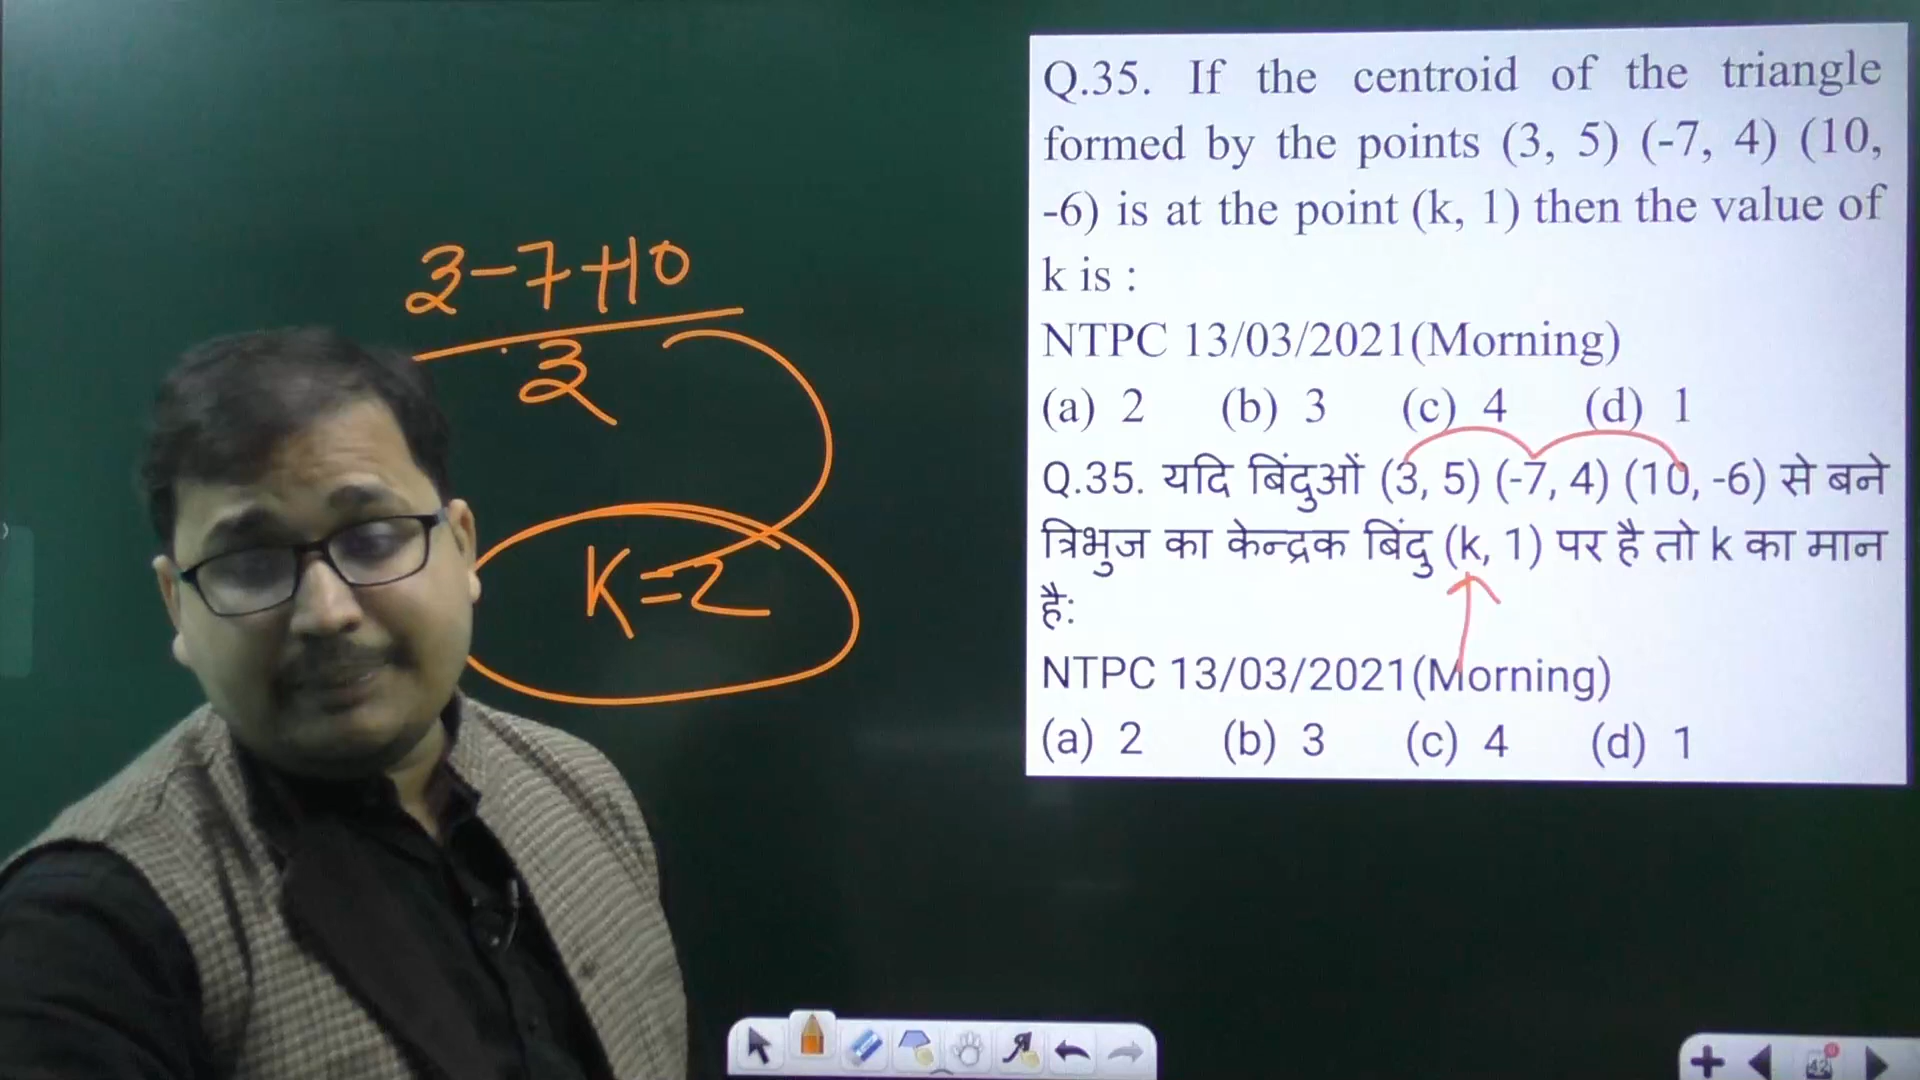 3-7+10
3
K=2
Q.35. If the centroid of the triangle
formed by the points (3, 5) (-7, 4) (10,
-6) is at the point (k, 1) then the value of
k is :
NTPC 13/03/2021(Morning)
(a) 2 (b) 3 (c) 4 (d) 1
Q.35. यदि बिंदुओं (3, 5) (-7, 4) (10, -6) से बने
त्रिभुज का केन्द्रक बिंदु (k, 1) पर है तो k का मान
है:
NTPC 13/03/2021(Morning)
(a) 2 (b) 3 (c) 4 (d) 1
42